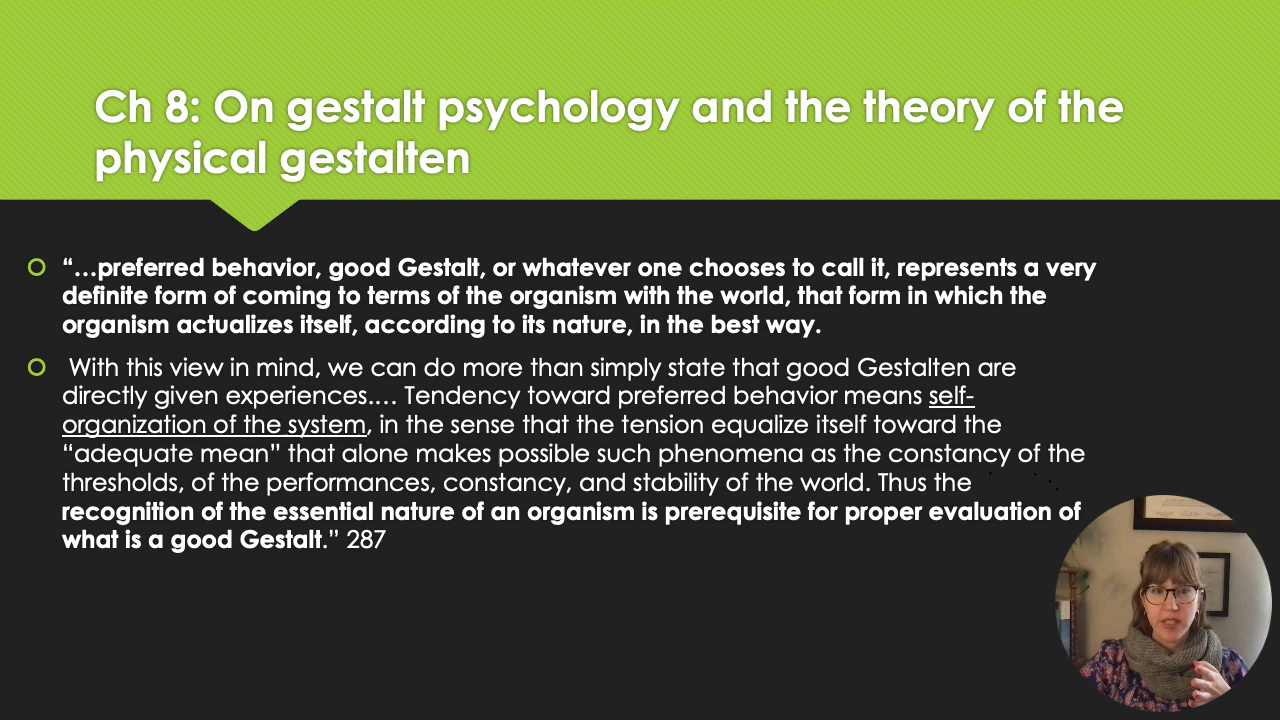 Ch 8: On gestalt psychology and the theory of the
physical gestalten
“…preferred behavior, good Gestalt, or whatever one chooses to call it, represents a very
definite form of coming to terms of the organism with the world, that form in which the
organism actualizes itself, according to its nature, in the best way.
With this view in mind, we can do more than simply state that good Gestalten are
directly given experiences.… Tendency toward preferred behavior means self-
organization of the system, in the sense that the tension equalize itself toward the
“adequate mean” that alone makes possible such phenomena as the constancy of the
thresholds, of the performances, constancy, and stability of the world. Thus the
recognition of the essential nature of an organism is prerequisite for proper evaluation of
what is a good Gestalt.” 287